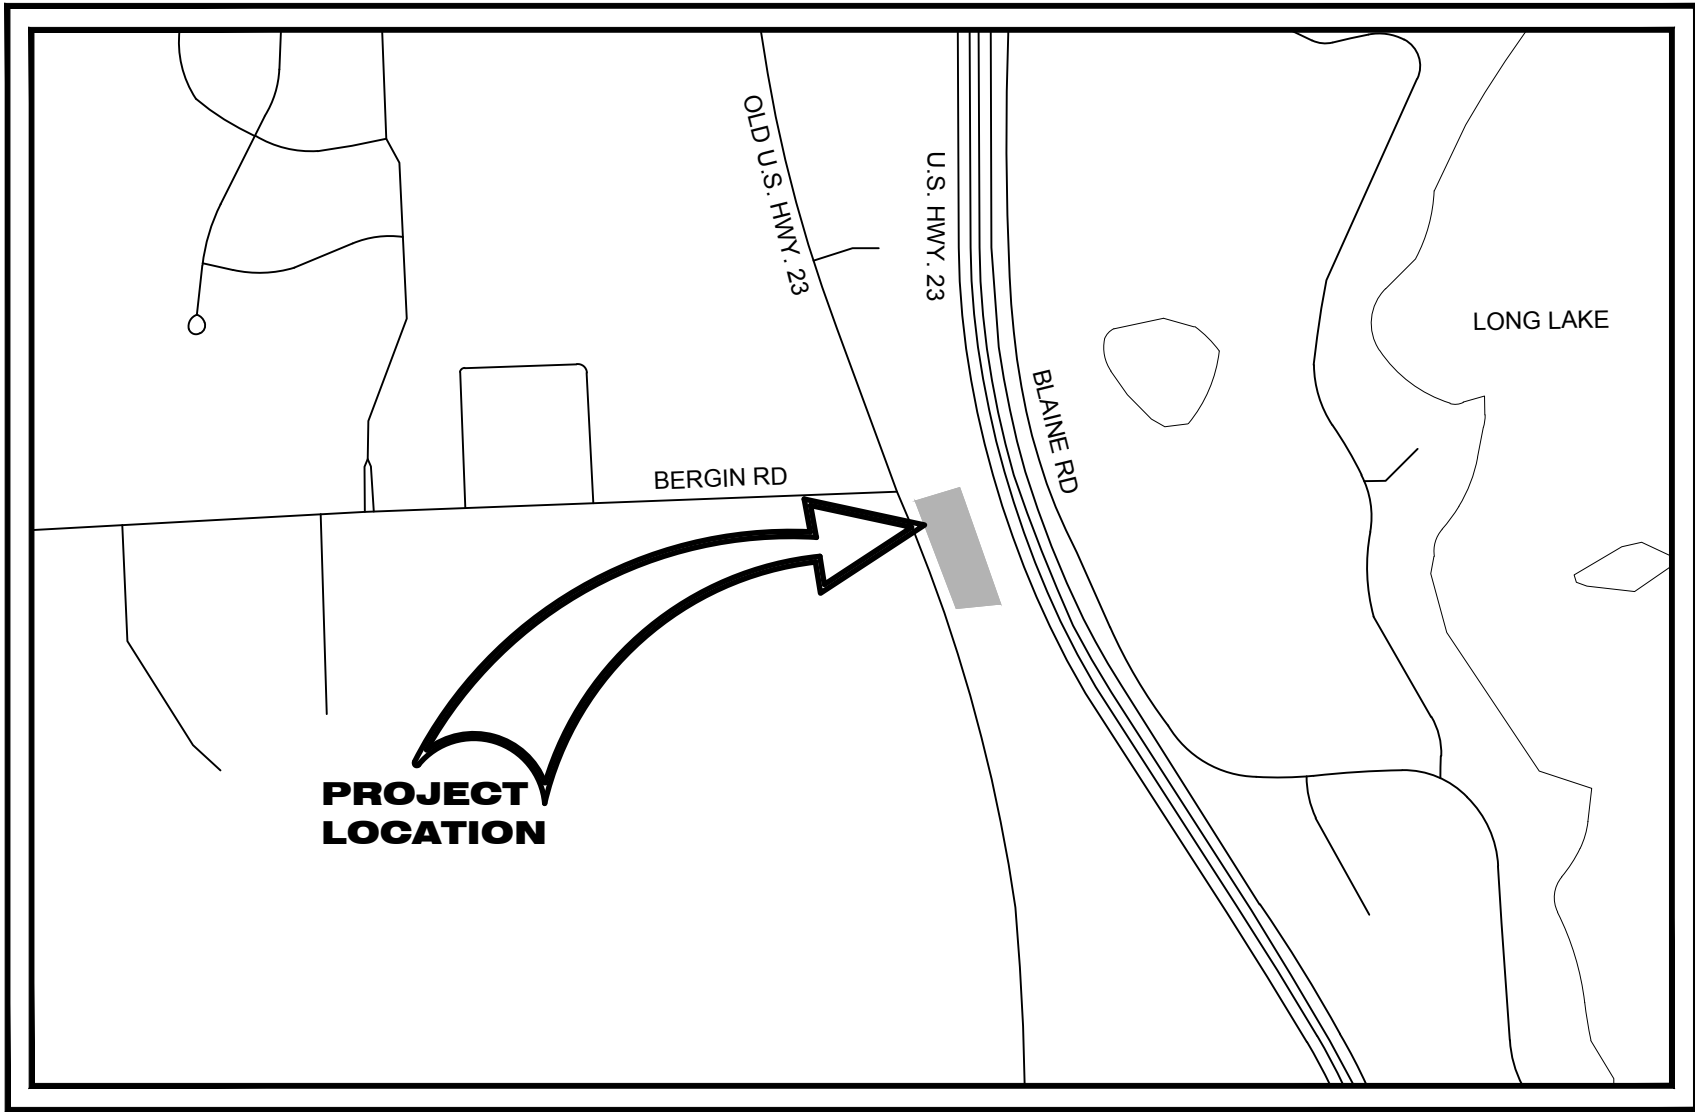 OLD U.S. HWY. 23
U.S. HWY. 23
LONG LAKE
BLAINE RD
BERGIN RD
PROJECT
LOCATION